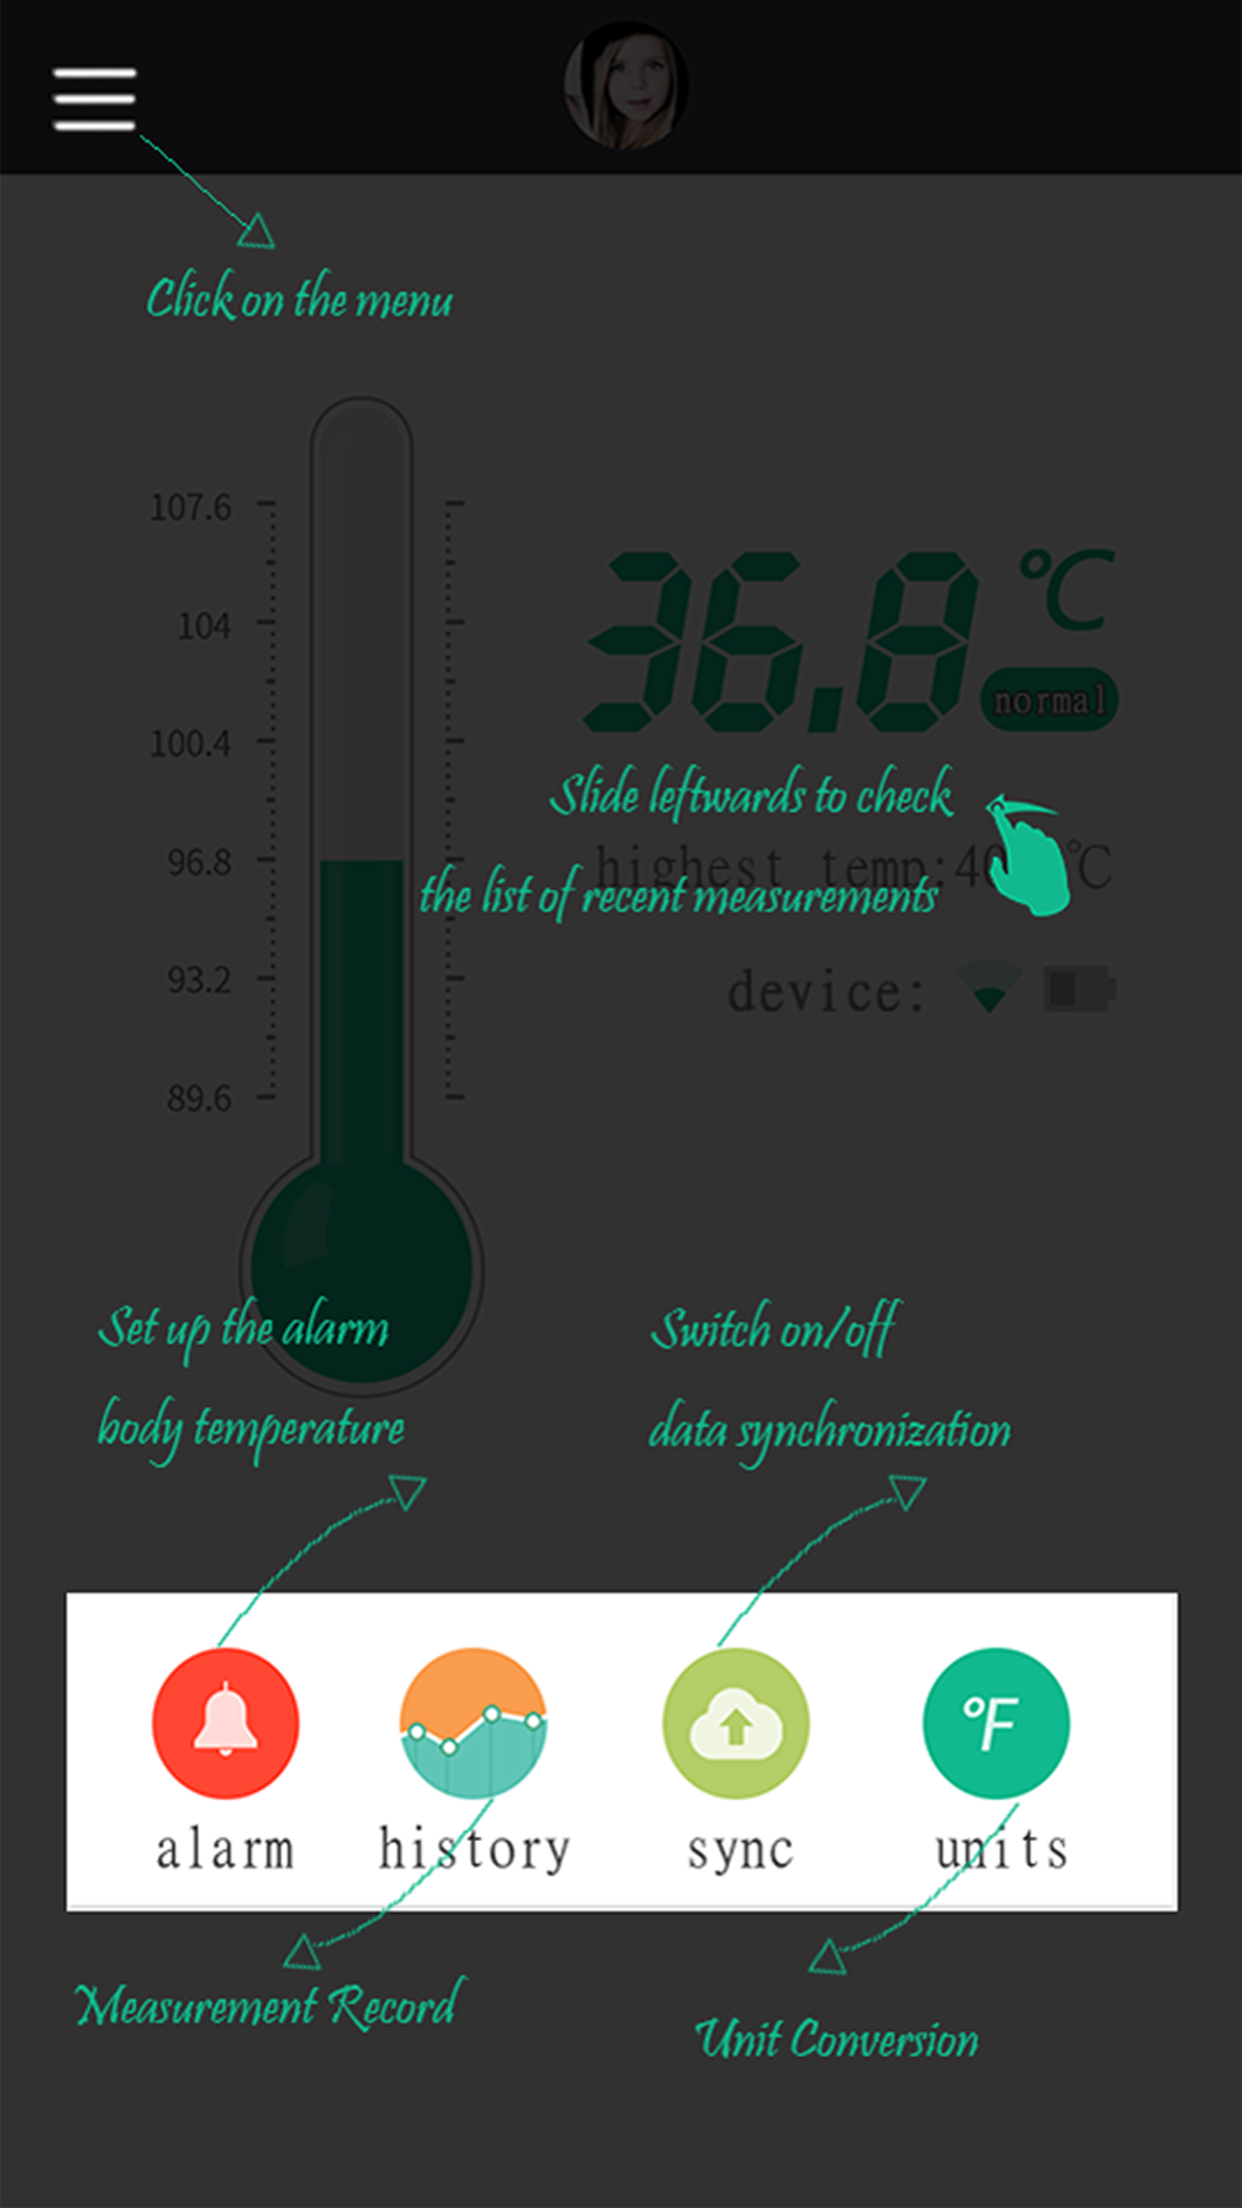 Click on the menu
107.6
104
100.4
96.8
93.2
89.6
36.8 °C
normal
Slide leftwards to check
highest temp: °C
the list of recent measurements
device:
Set up the alarm
body temperature
Switch on/off
data synchronization
°F
alarm
history
sync
units
Measurement Record
Unit Conversion